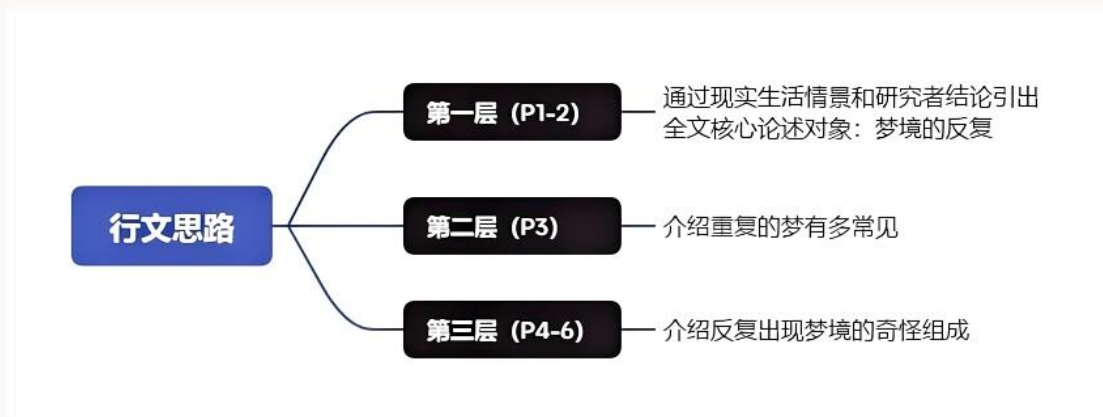 行文思路
第一层（P1-2）
通过现实生活情景和研究者结论引出
全文核心论述对象：梦境的反复
第二层（P3）
介绍重复的梦有多常见
第三层（P4-6）
介绍反复出现梦境的奇怪组成